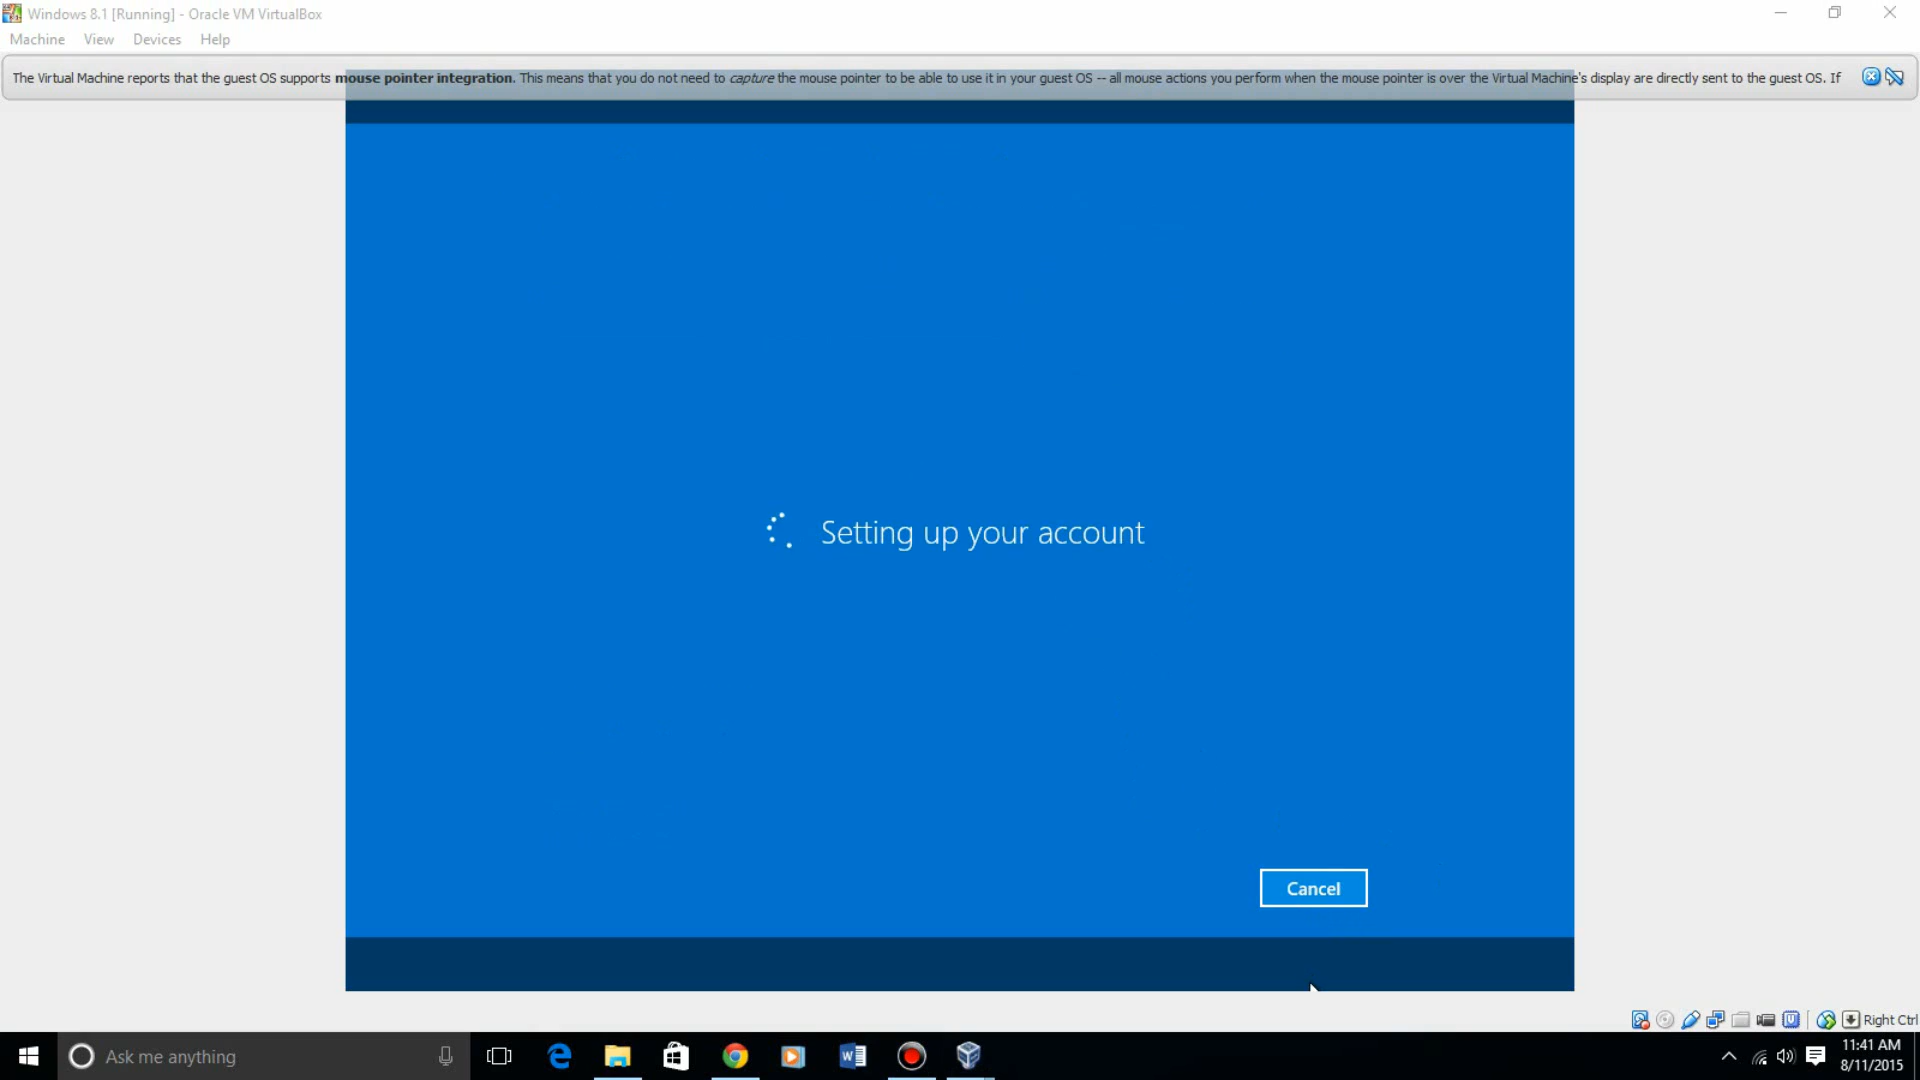 Windows 8.1 [Running] - Oracle VM VirtualBox
Machine View Devices Help
The Virtual Machine reports that the guest OS supports mouse pointer integration. This means that you do not need to capture the mouse pointer to be able to use it in your guest OS -- all mouse actions you perform when the mouse pointer is over the Virtual Machine's display are directly sent to the guest OS. If
Setting up your account
Cancel
Right Ctrl
Ask me anything
11:41 AM
8/11/2015